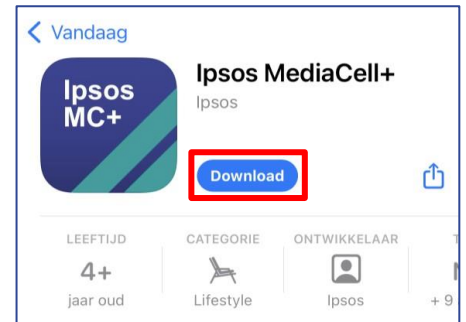 Vandaag
Ipsos
MC+
Ipsos MediaCell+
Ipsos
Download
LEEFTIJD
CATEGORIE
ONTWIKKELAAR
4+
jaar oud
Lifestyle
Ipsos
+ 9